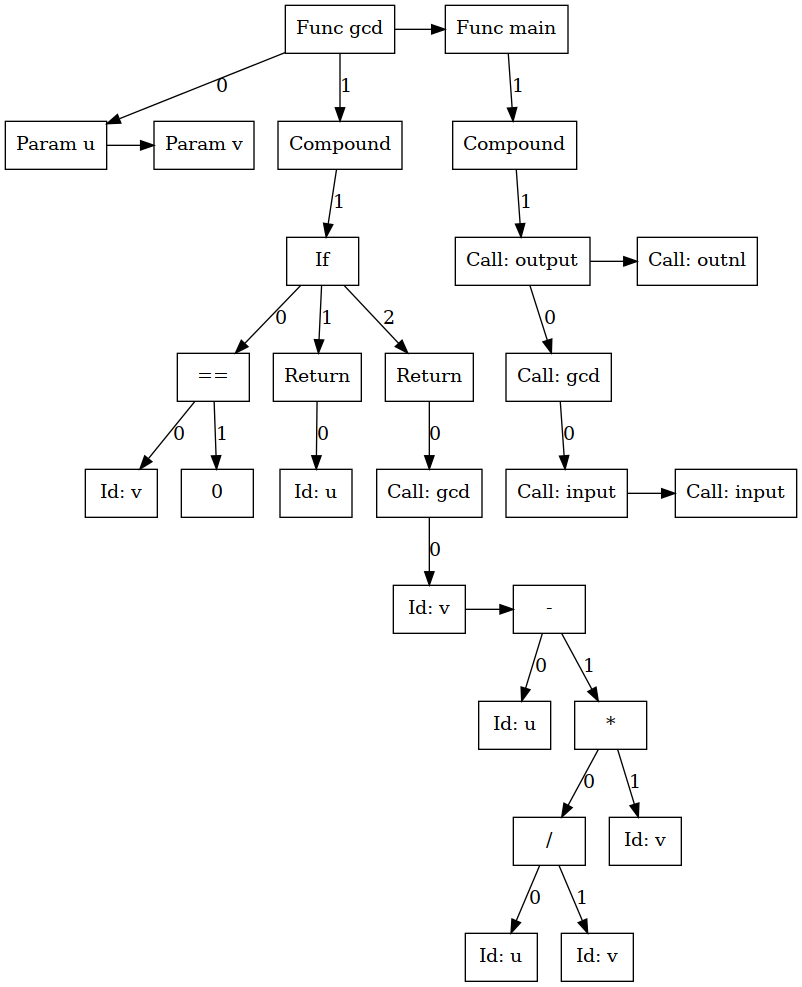 Func gcd
Func main
0
1
1
Param u
Param v
Compound
Compound
1
1
If
Call: output
Call: outnl
0
1
2
0
==
Return
Return
Call: gcd
0
1
0
0
0
Id: v
0
Id: u
Call: gcd
Call: input
Call: input
0
Id: v
-
0
1
Id: u
*
0
1
/
Id: v
0
1
Id: u
Id: v